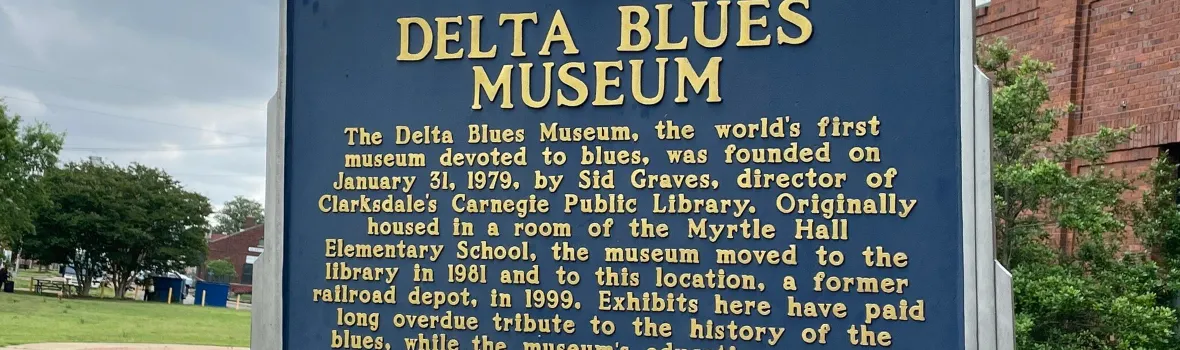 DELTA BLUES
MUSEUM
The Delta Blues Museum, the world's first
museum devoted to blues, was founded on
January 31, 1979, by Sid Graves, director of
Clarksdale's Carnegie Public Library. Originally
housed in a room of the Myrtle Hall
Elementary School, the museum moved to the
library in 1981 and to this location, a former
railroad depot, in 1999. Exhibits here have paid
long overdue tribute to the history of the
blues, while the museum's